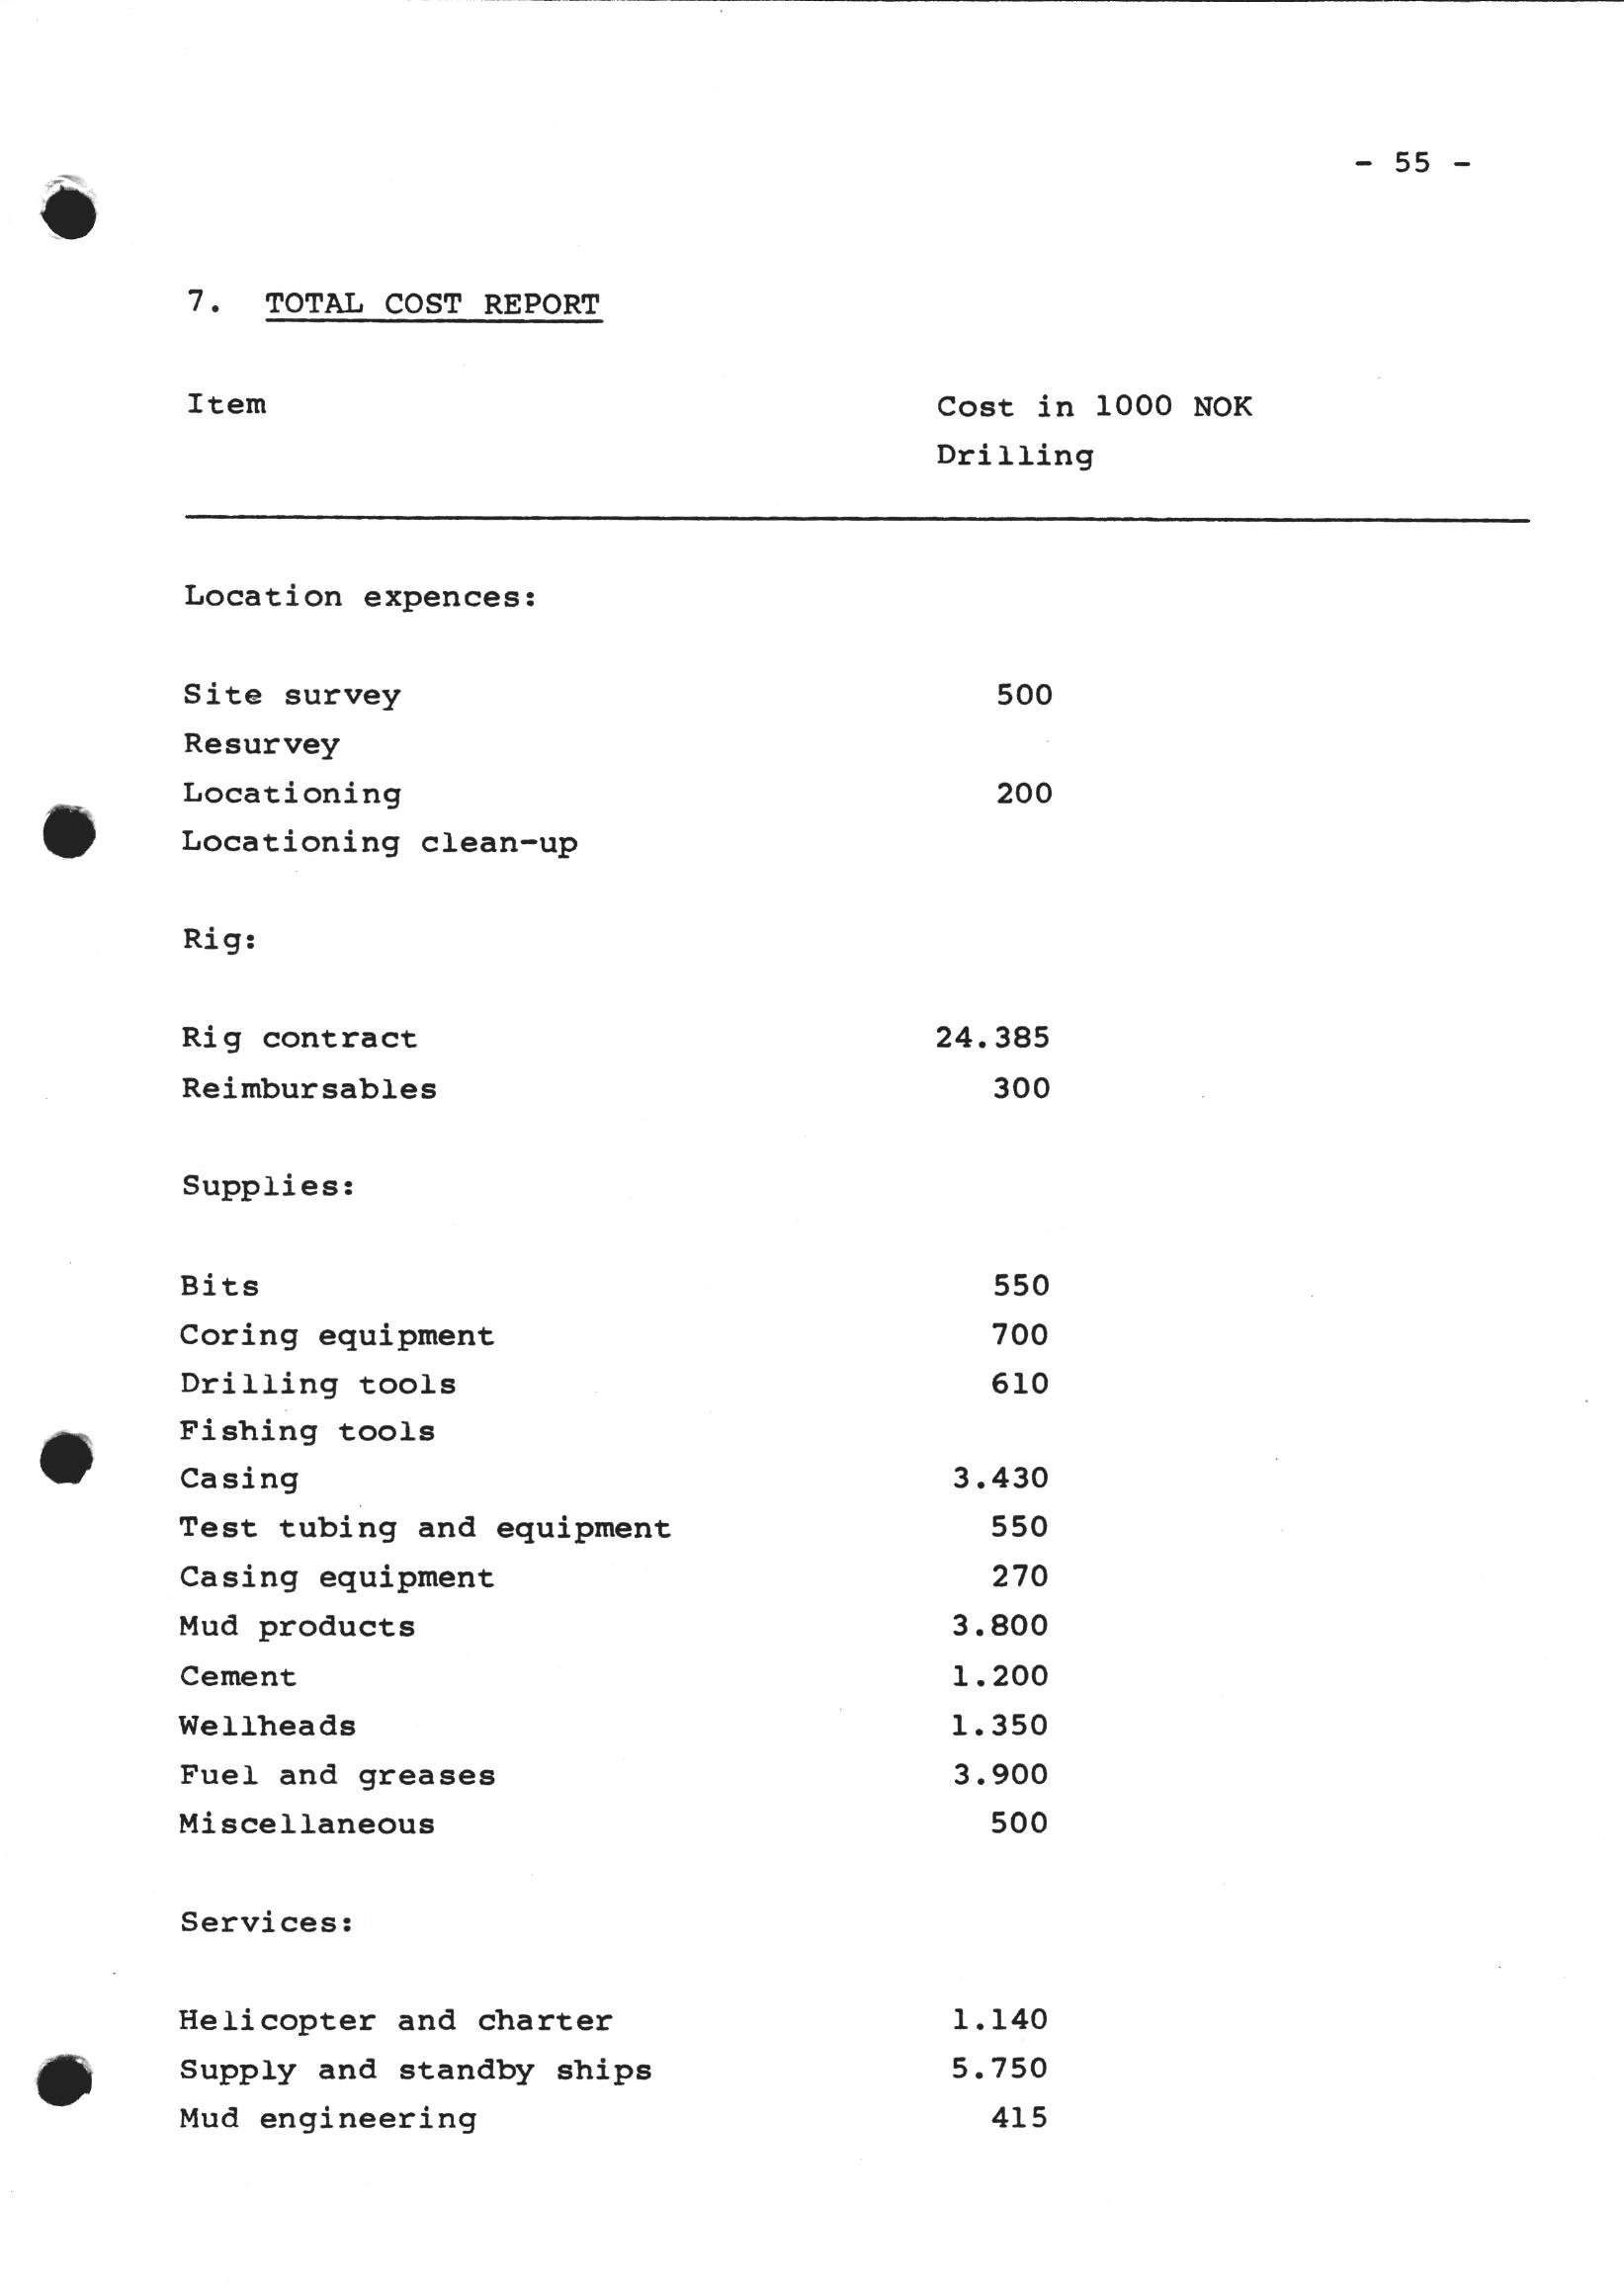 - 55 -
7. TOTAL COST REPORT
Item Cost in 1000 NOK
Drilling
Location expences:
Site survey 500
Resurvey
Locationing 200
Locationing clean-up
Rig:
Rig contract 24.385
Reimbursables 300
Supplies:
Bits 550
Coring equipment 700
Drilling tools 610
Fishing tools
Casing 3.430
Test tubing and equipment 550
Casing equipment 270
Mud products 3.800
Cement 1.200
Wellheads 1.350
Fuel and greases 3.900
Miscellaneous 500
Services:
Helicopter and charter 1.140
Supply and standby ships 5.750
Mud engineering 415